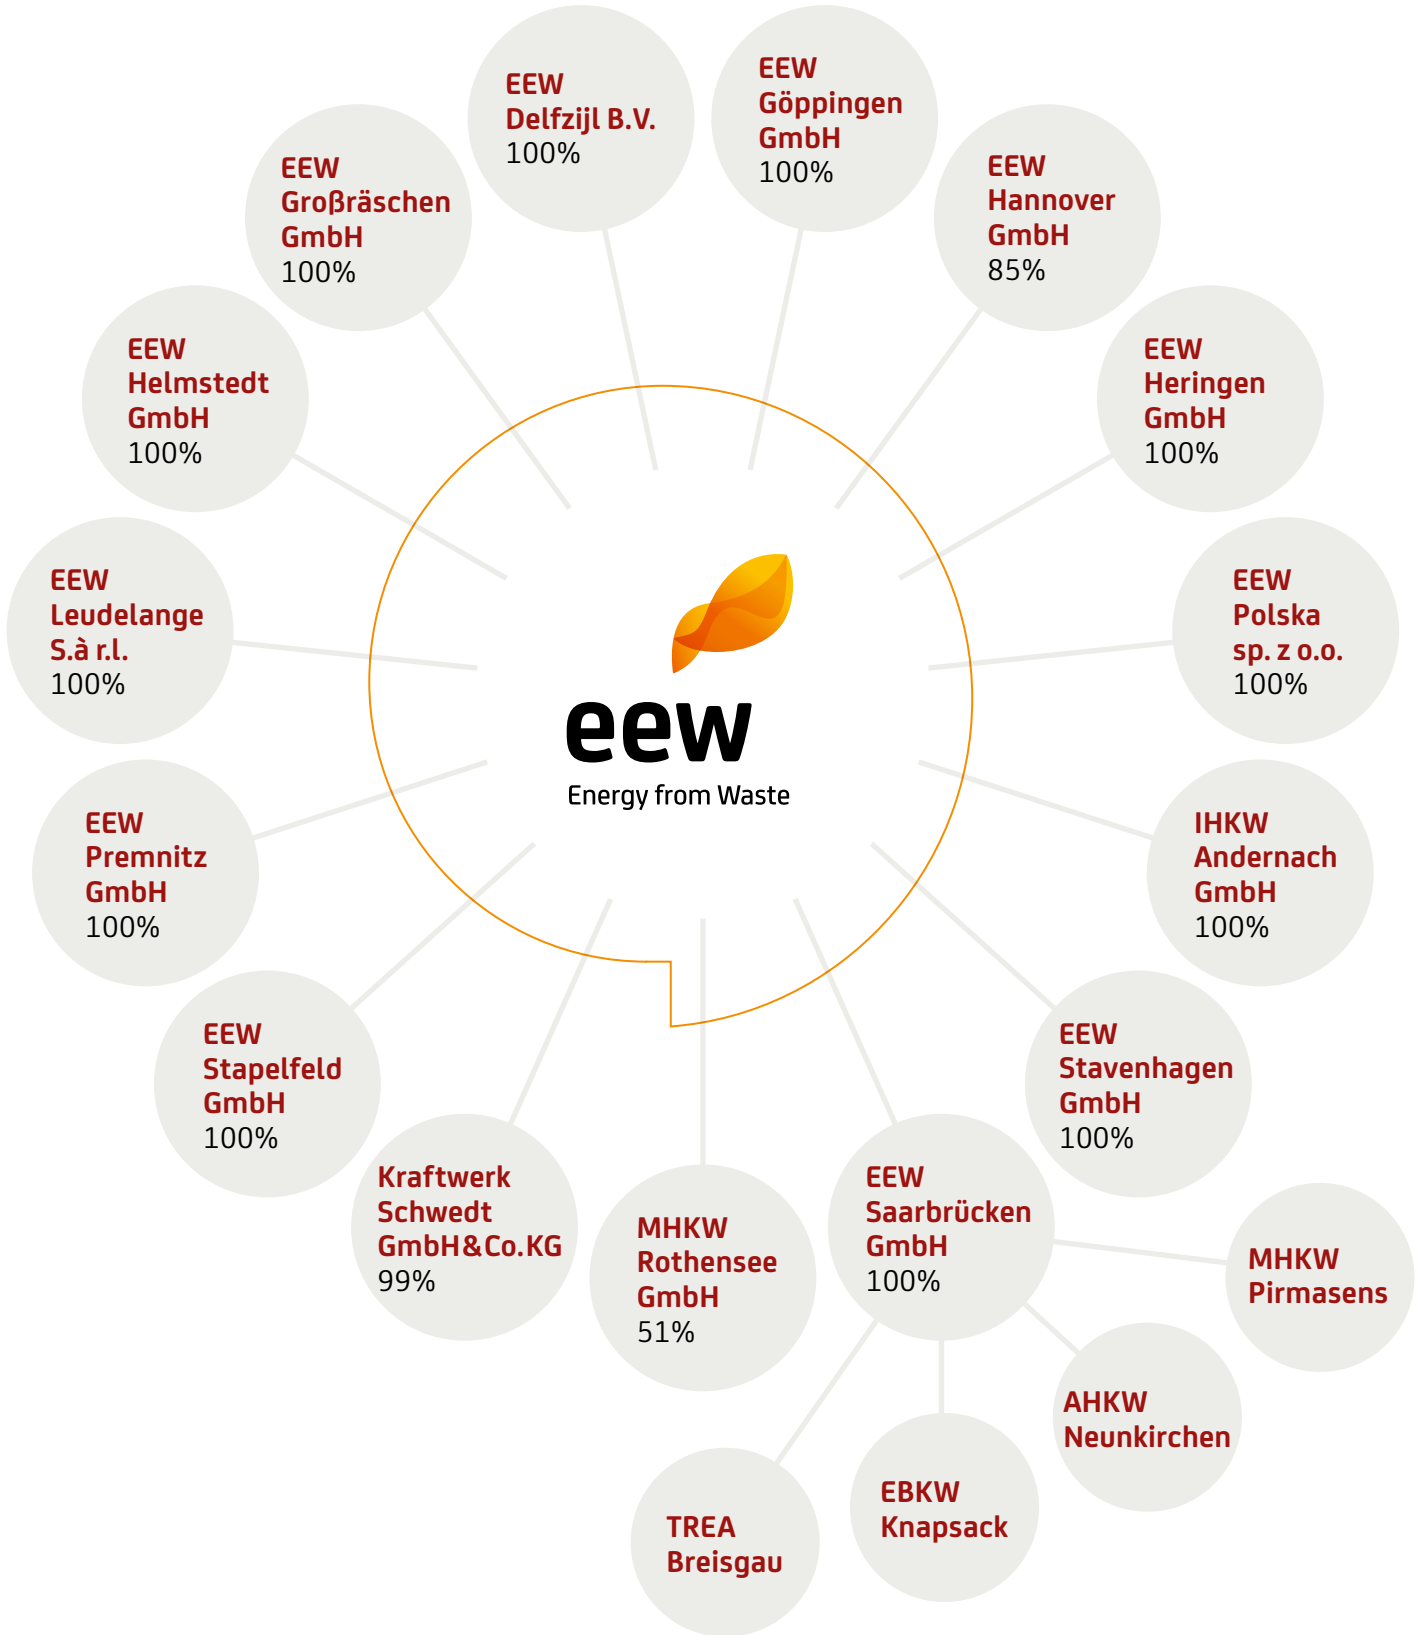 EEW
Delfzijl B.V.
100%
EEW
Göppingen
GmbH
100%
EEW
Großräschen
GmbH
100%
EEW
Hannover
GmbH
85%
EEW
Helmstedt
GmbH
100%
EEW
Heringen
GmbH
100%
EEW
Leudelange
S.à r.l.
100%
EEW
Polska
sp. z o.o.
100%
eew
Energy from Waste
EEW
Premnitz
GmbH
100%
IHKW
Andernach
GmbH
100%
EEW
Stapelfeld
GmbH
100%
EEW
Stavenhagen
GmbH
100%
Kraftwerk
Schwedt
GmbH&Co.KG
99%
MHKW
Rothensee
GmbH
51%
EEW
Saarbrücken
GmbH
100%
MHKW
Pirmasens
AHKW
Neunkirchen
EBKW
Knapsack
TREA
Breisgau